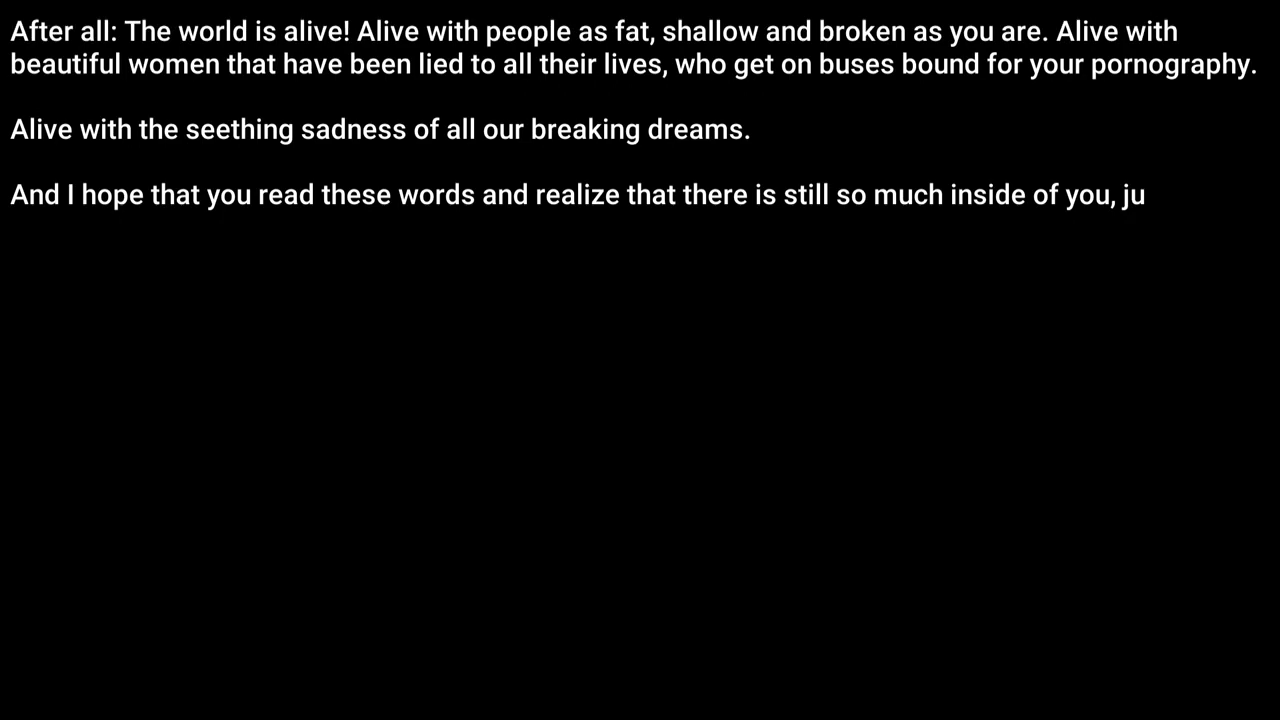 After all: The world is alive! Alive with people as fat, shallow and broken as you are. Alive with
beautiful women that have been lied to all their lives, who get on buses bound for your pornography.
Alive with the seething sadness of all our breaking dreams.
And I hope that you read these words and realize that there is still so much inside of you, ju